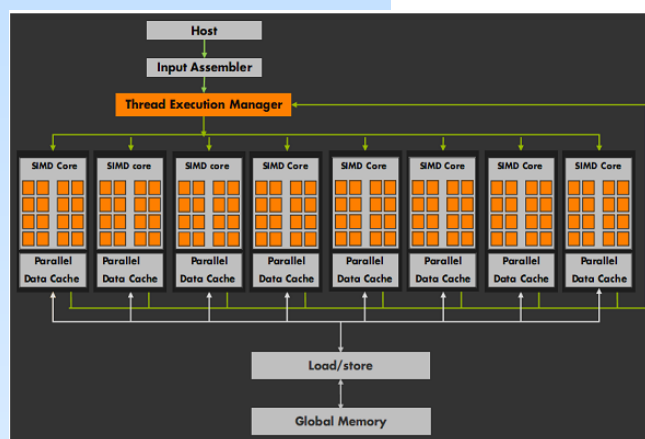 Host
Input Assembler
Thread Execution Manager
SIMD Core SIMD core SIMD core SIMD Core SIMD Core SIMD Core SIMD Core SIMD Core
Parallel Parallel Parallel Parallel Parallel Parallel Parallel Parallel
Data Cache Data Cache Data Cache Data Cache Data Cache Data Cache Data Cache Data Cache
Load/store
Global Memory